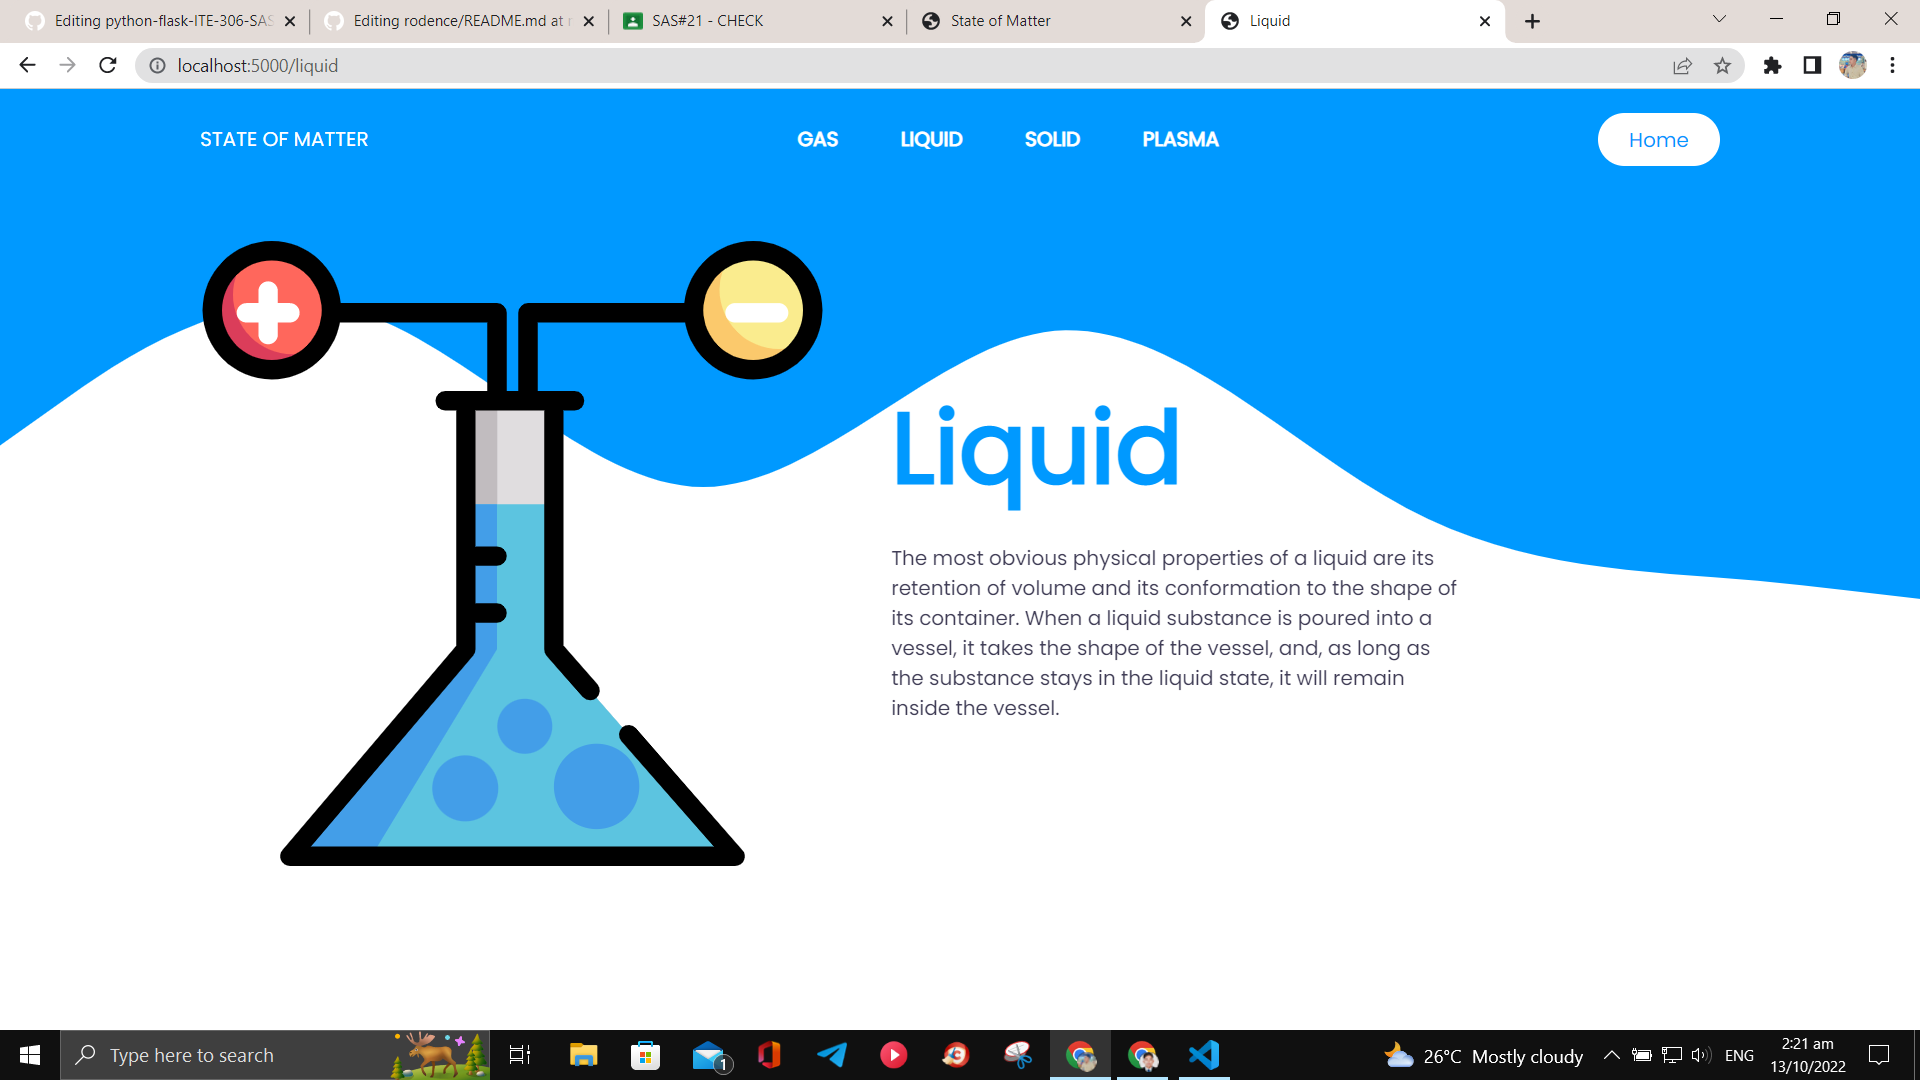 Editing python-flask-ITE-306-SAS
Editing rodence/README.md at
SAS#21 - CHECK
State of Matter
Liquid
localhost:5000/liquid
STATE OF MATTER
GAS
LIQUID
SOLID
PLASMA
Home
Liquid
The most obvious physical properties of a liquid are its
retention of volume and its conformation to the shape of
its container. When a liquid substance is poured into a
vessel, it takes the shape of the vessel, and, as long as
the substance stays in the liquid state, it will remain
inside the vessel.
Type here to search
1
26°C Mostly cloudy
ENG
2:21 am
13/10/2022